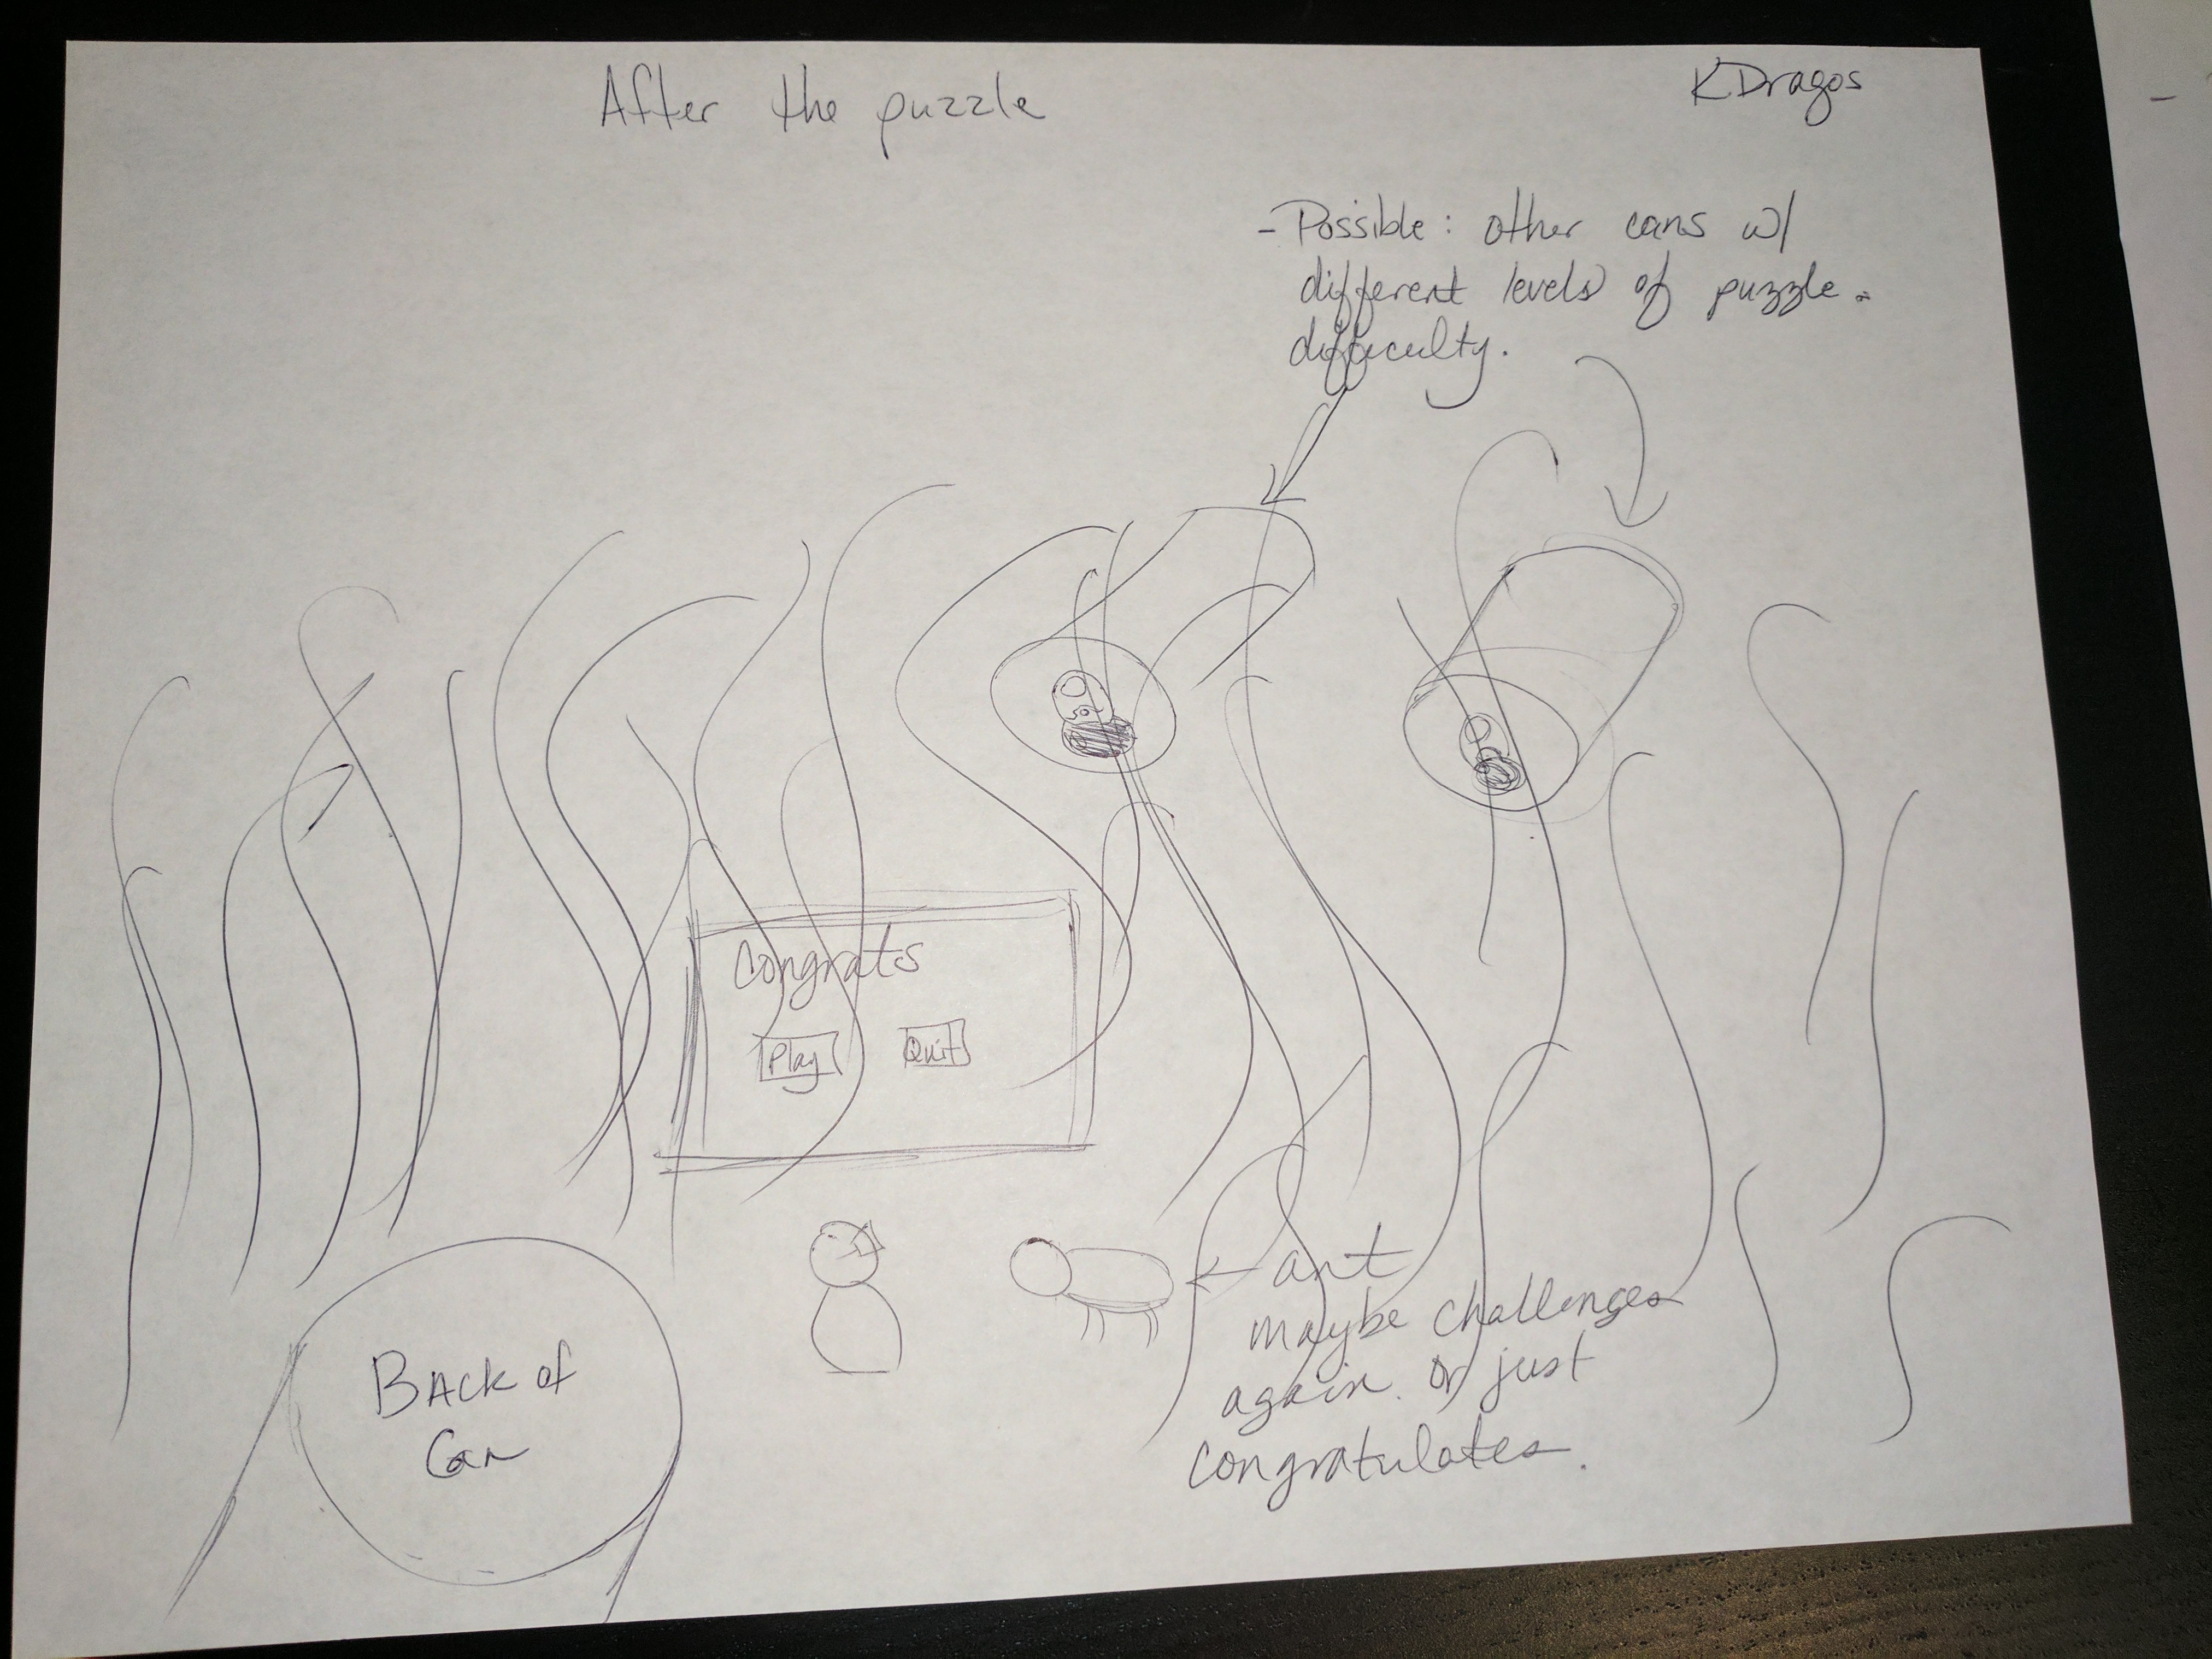 After the puzzle
KDragos
- Possible: other cans w/
different levels of puzzle
difficulty.
Congrats
Play
Quit
ant
maybe challenges
again or just
congratulates.
BACK of
Can